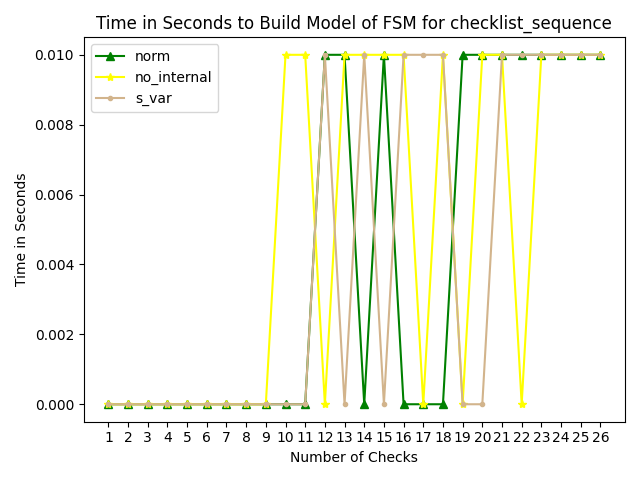 Time in Seconds to Build Model of FSM for checklist_sequence
norm
no_internal
s_var
Time in Seconds
0.010
0.008
0.006
0.004
0.002
0.000
1 2 3 4 5 6 7 8 9 10 11 12 13 14 15 16 17 18 19 20 21 22 23 24 25 26
Number of Checks